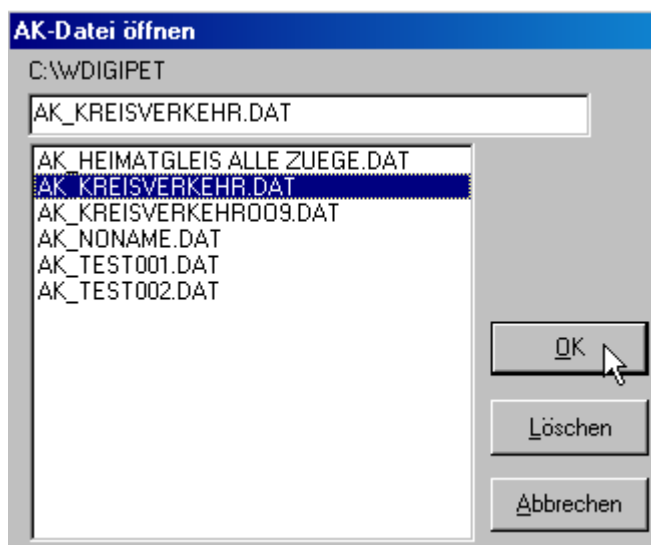 AK-Datei öffnen
C:\WDIGIPET
AK_KREISVERKEHR.DAT
AK_HEIMATGLEIS ALLE ZUEGE.DAT
AK_KREISVERKEHR.DAT
AK_KREISVERKEHR009.DAT
AK_NONAME.DAT
AK_TEST001.DAT
AK_TEST002.DAT
OK
Löschen
Abbrechen